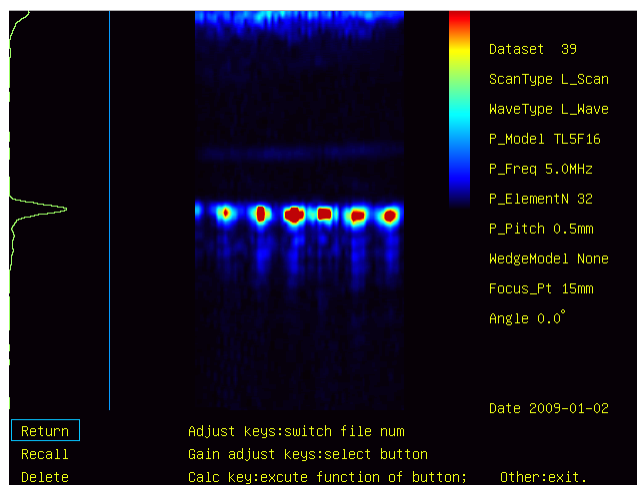 Dataset 39
ScanType L_Scan
WaveType L_Wave
P_Model TL5F16
P_Freq 5.0MHz
P_ElementN 32
P_Pitch 0.5mm
WedgeModel None
Focus_Pt 15mm
Angle 0.0°
Date 2009-01-02
Return Adjust keys:switch file num
Recall Gain adjust keys:select button
Delete Calc key:excute function of button; Other:exit.